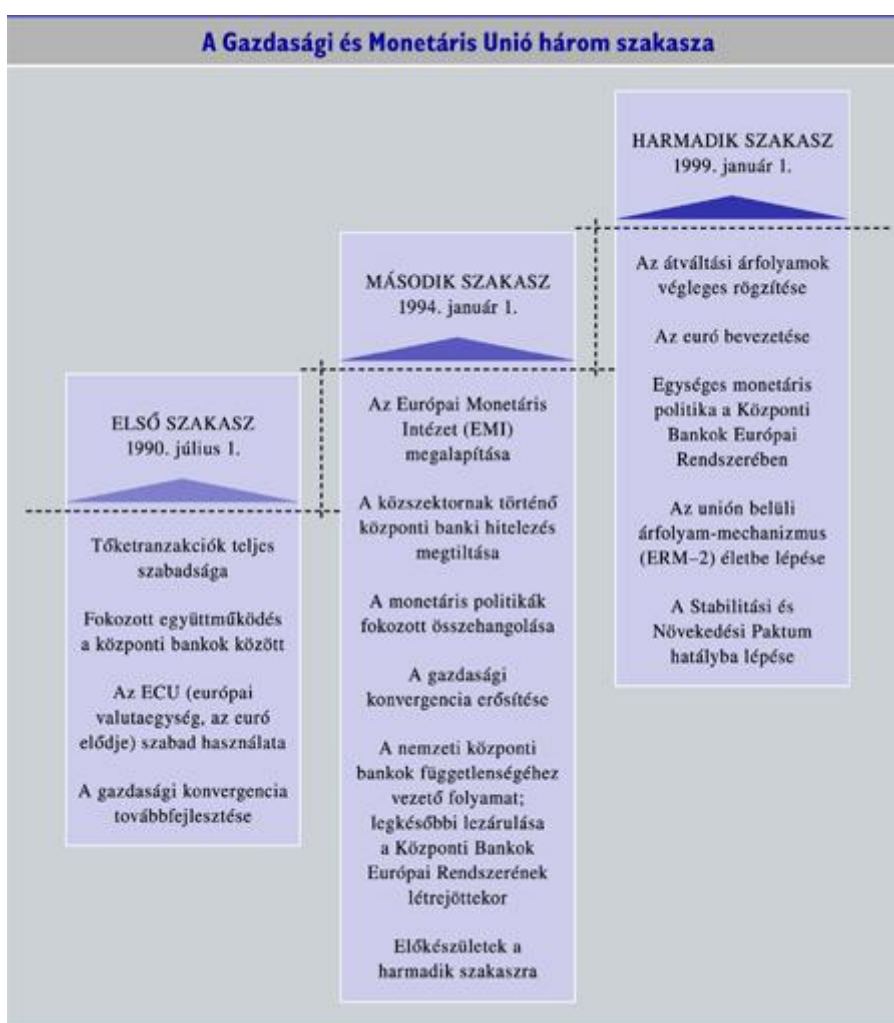 A Gazdasági és Monetáris Unió három szakasza
ELSŐ SZAKASZ
1990. július 1.
Tőketranzakciók teljes
szabadsága
Fokozott együttműködés
a központi bankok között
Az ECU (európai
valutaegység, az euró
elődje) szabad használata
A gazdasági konvergencia
továbbfejlesztése
MÁSODIK SZAKASZ
1994. január 1.
Az Európai Monetáris
Intézet (EMI)
megalapítása
A közszektornak történő
központi banki hitelezés
megtiltása
A monetáris politikák
fokozott összehangolása
A gazdasági
konvergencia erősítése
A nemzeti központi
bankok függetlenségéhez
vezető folyamat;
legkésőbbi lezárulása
a Központi Bankok
Európai Rendszerének
létrejöttekor
Előkészületek a
harmadik szakaszra
HARMADIK SZAKASZ
1999. január 1.
Az átváltási árfolyamok
végleges rögzítése
Az euró bevezetése
Egységes monetáris
politika a Központi
Bankok Európai
Rendszerében
Az unión belüli
árfolyam-mechanizmus
(ERM–2) életbe lépése
A Stabilitási és
Növekedési Paktum
hatályba lépése